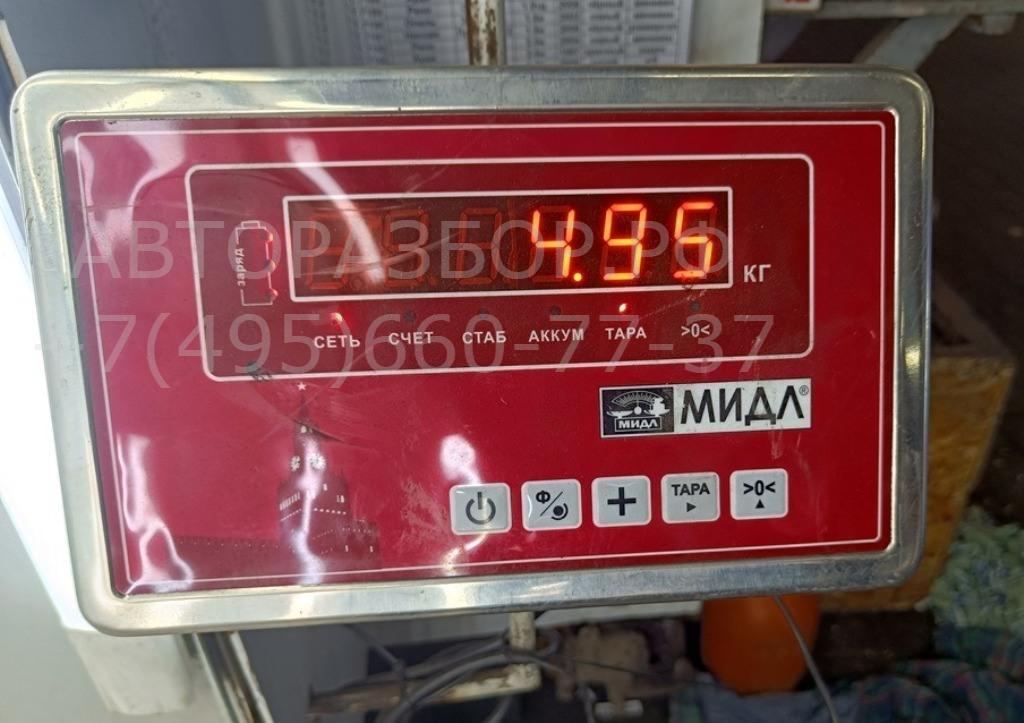 АВТОРАЗБОР.РФ
+7(495)660-77-37
заряд
4.95
КГ
СЕТЬ СЧЕТ СТАБ АККУМ ТАРА >0<
МИДЛ МИДЛ®
Ф/ + ТАРА >0<